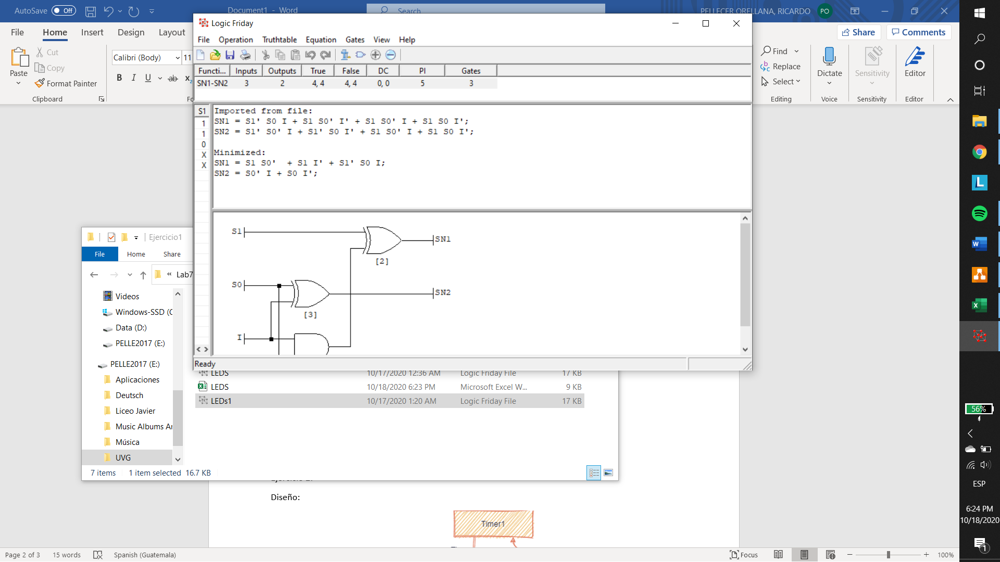 AutoSave Off Document1 - Word Search PELLECER ORELLANA, RICARDO PO
File Home Insert Design Layout Share Comments
Paste Cut Copy Format Painter Clipboard
Calibri (Body) 11
B I U ab x₂
Find Replace Select Editing
Dictate Voice
Sensitivity Sensitivity
Editor Editor
Logic Friday
File Operation Truthtable Equation Gates View Help
Functi... Inputs Outputs True False DC PI Gates
SN1-SN2 3 2 4, 4 4, 4 0, 0 5 3
S1
1
1
0
X
X
Imported from file:
SN1 = S1' S0 I + S1 S0' I' + S1 S0' I + S1 S0 I';
SN2 = S1' S0' I + S1' S0 I' + S1 S0' I + S1 S0 I';
Minimized:
SN1 = S1 S0'  + S1 I' + S1' S0 I;
SN2 = S0' I + S0 I';
S1 SN1
[2]
S0 SN2
[3]
I
Ready
Ejercicio1
File Home Share
« Lab7
Videos
Windows-SSD (C
Data (D:)
PELLE2017 (E:)
PELLE2017 (E:)
Aplicaciones
Deutsch
Liceo Javier
Music Albums Ar
Música
UVG
LEDS 10/17/2020 12:36 AM Logic Friday File 17 KB
LEDS 10/18/2020 6:23 PM Microsoft Excel W... 9 KB
LEDs1 10/17/2020 1:20 AM Logic Friday File 17 KB
7 items 1 item selected 16.7 KB
Diseño:
Timer1
Page 2 of 3 15 words Spanish (Guatemala) Focus 100%
56%
ESP
6:24 PM
10/18/2020
1